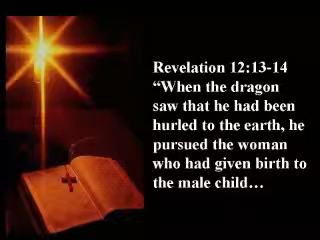 Revelation 12:13-14
“When the dragon
saw that he had been
hurled to the earth, he
pursued the woman
who had given birth to
the male child…